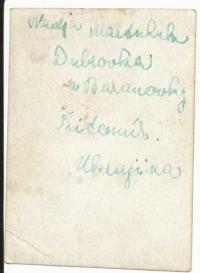 Nadja
Dubrovka
z Baranovky
Žitomír.
Ukrajina